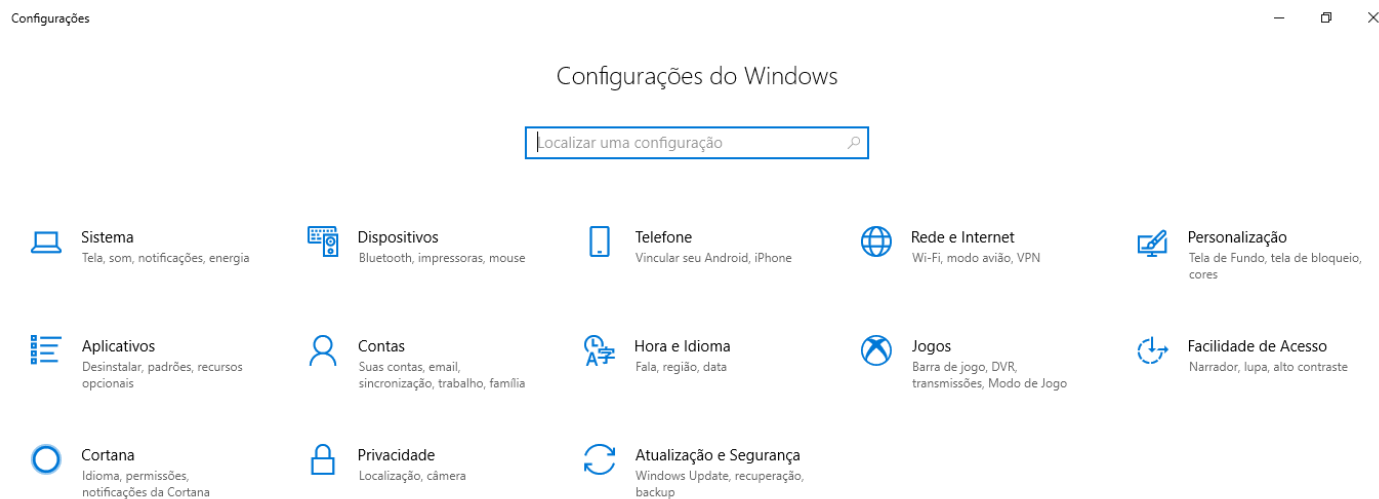 Configurações
Configurações do Windows
Localizar uma configuração
Sistema
Tela, som, notificações, energia
Dispositivos
Bluetooth, impressoras, mouse
Telefone
Vincular seu Android, iPhone
Rede e Internet
Wi-Fi, modo avião, VPN
Personalização
Tela de Fundo, tela de bloqueio,
cores
Aplicativos
Desinstalar, padrões, recursos
opcionais
Contas
Suas contas, email,
sincronização, trabalho, família
Hora e Idioma
Fala, região, data
Jogos
Barra de jogo, DVR,
transmissões, Modo de Jogo
Facilidade de Acesso
Narrador, lupa, alto contraste
Cortana
Idioma, permissões,
notificações da Cortana
Privacidade
Localização, câmera
Atualização e Segurança
Windows Update, recuperação,
backup